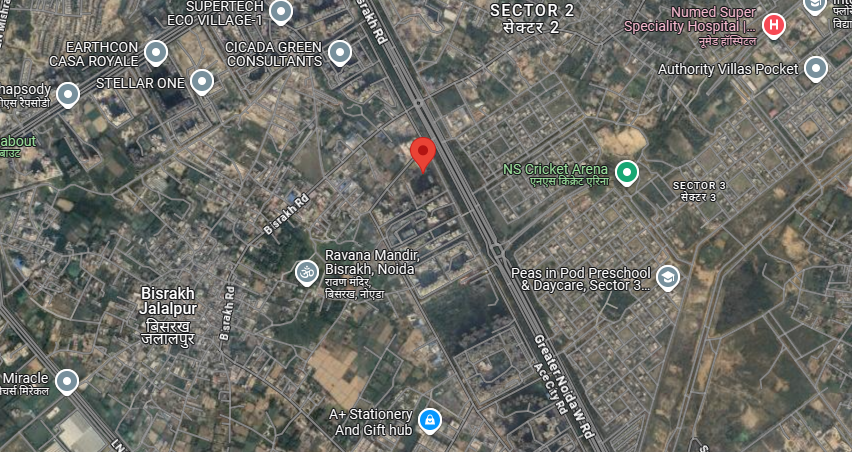 SUPERTECH
ECO VILLAGE-1
SECTOR 2
सेक्टर 2
Numed Super
Speciality Hospital |...
नूमेड हॉस्पिटल
EARTHCON
CASA ROYALE
CICADA GREEN
CONSULTANTS
STELLAR ONE
Authority Villas Pocket
Bisrakh Rd
NS Cricket Arena
एनएस क्रिकेट एरिना
SECTOR 3
सेक्टर 3
Bisrakh Rd
Ravana Mandir,
Bisrakh, Noida
रावण मंदिर,
बिसरख, नोएडा
Peas in Pod Preschool
& Daycare, Sector 3...
Bisrakh
Jalalpur
बिसरख
जलालपुर
Bisrakh Rd
Greater Noida W Rd
Ace City Rd
Miracle
A+ Stationery
And Gift hub